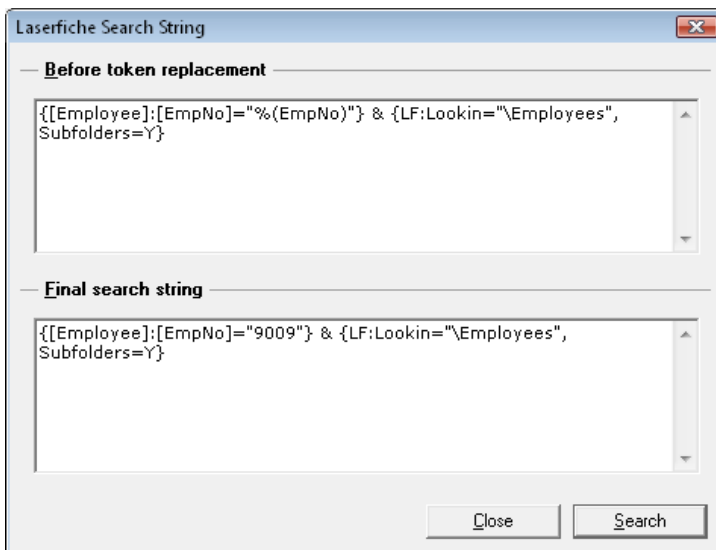 Laserfiche Search String
Before token replacement
{[Employee]:[EmpNo]="%(EmpNo)"} & {LF:Lookin="\Employees",
Subfolders=Y}
Final search string
{[Employee]:[EmpNo]="9009"} & {LF:Lookin="\Employees",
Subfolders=Y}
Close Search